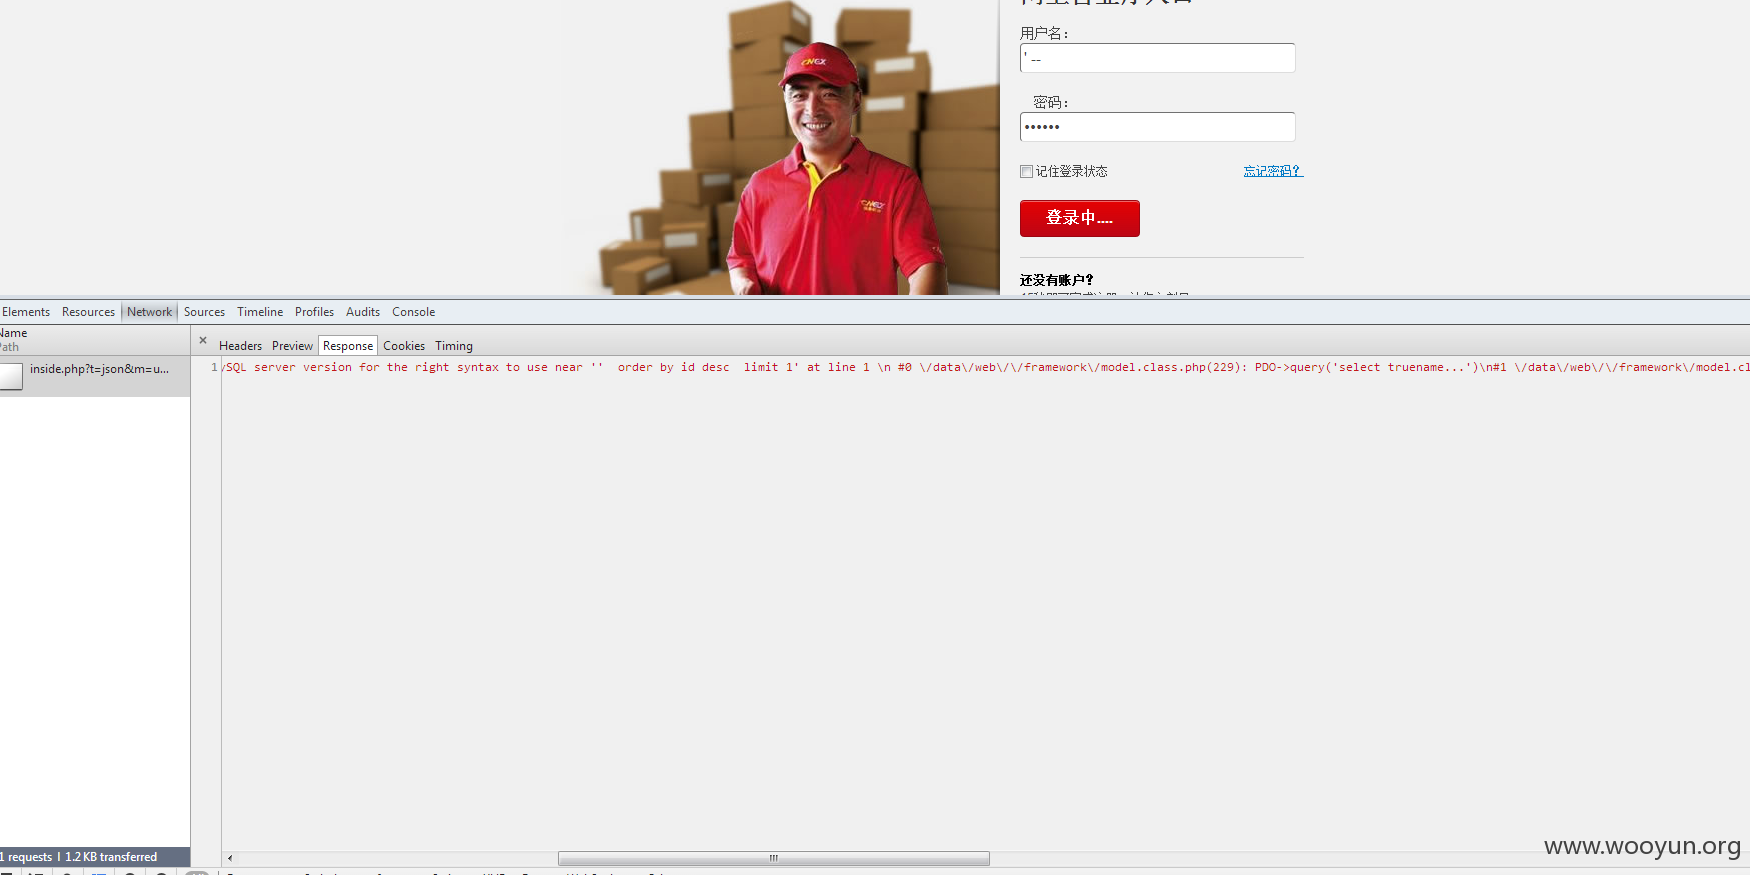 用户名：
' --
密码：
••••••
记住登录状态
忘记密码?
登录中....
还没有账户?
CNEX
CNEX
Elements Resources Network Sources Timeline Profiles Audits Console
Name
Path
× Headers Preview Response Cookies Timing
inside.php?t=json&m=u...
1 SQL server version for the right syntax to use near ''  order by id desc  limit 1' at line 1 \n #0 \/data\/web\/\/framework\/model.class.php(229): PDO->query('select truename...')\n#1 \/data\/web\/\/framework\/model.cl
1 requests | 1.2 KB transferred
www.wooyun.org